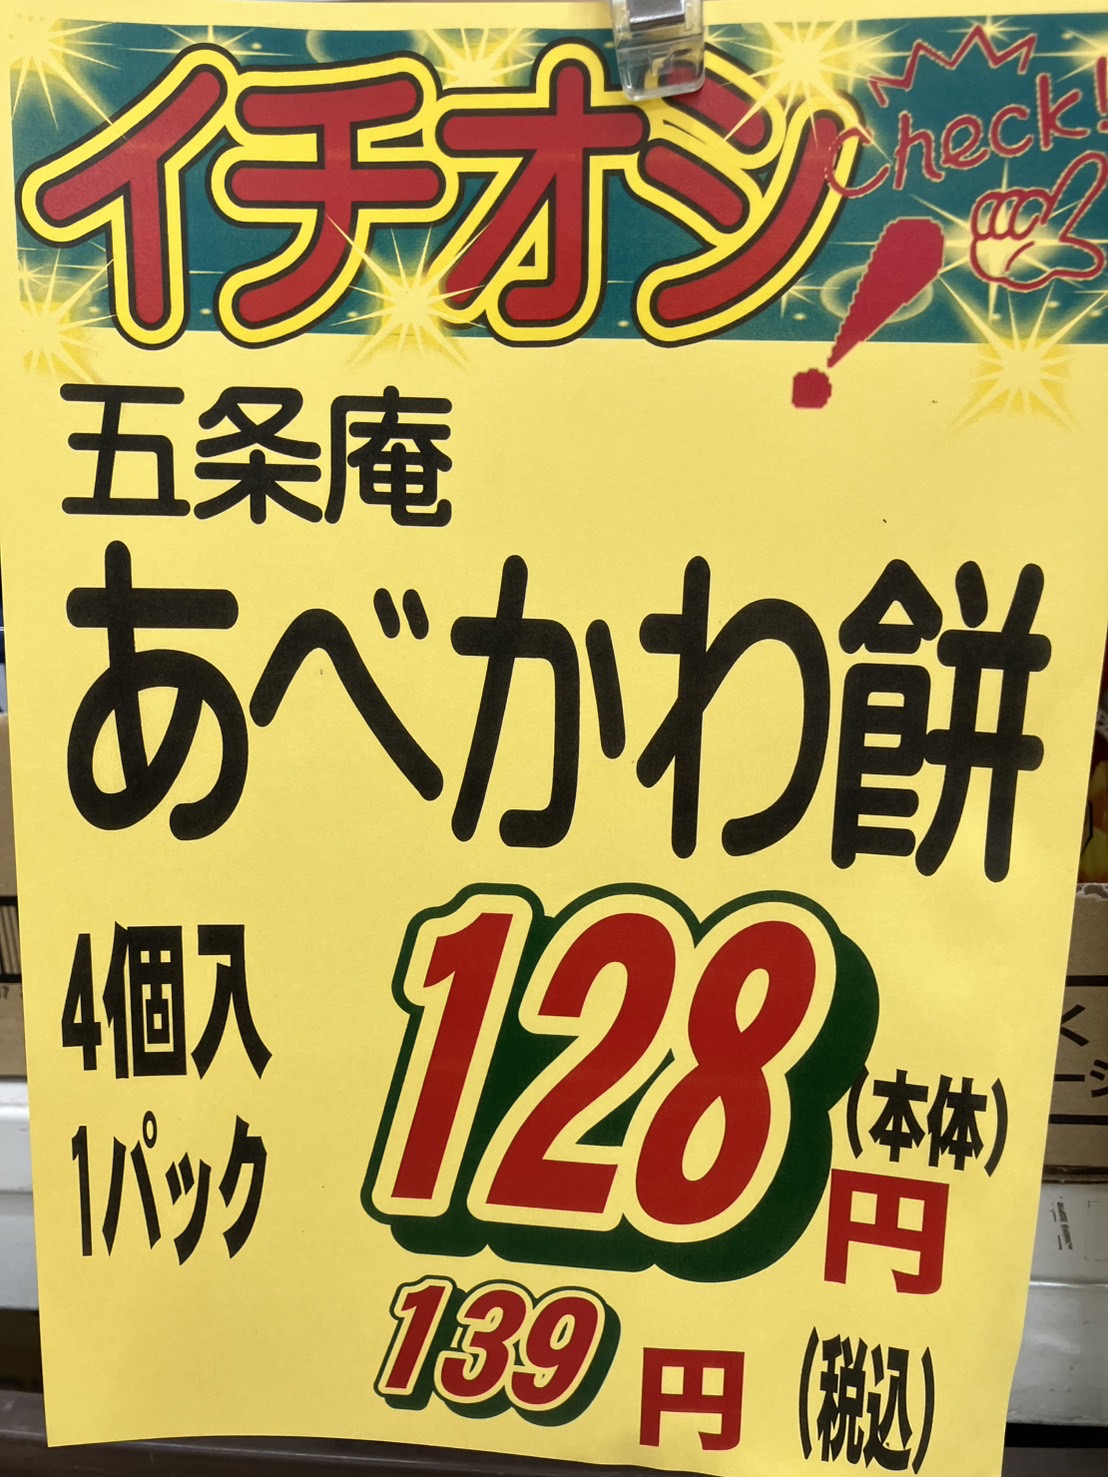 イチオシ
Check!
!
五条庵
あべかわ餅
4個入
1パック
128
(本体)
円
139円(税込)